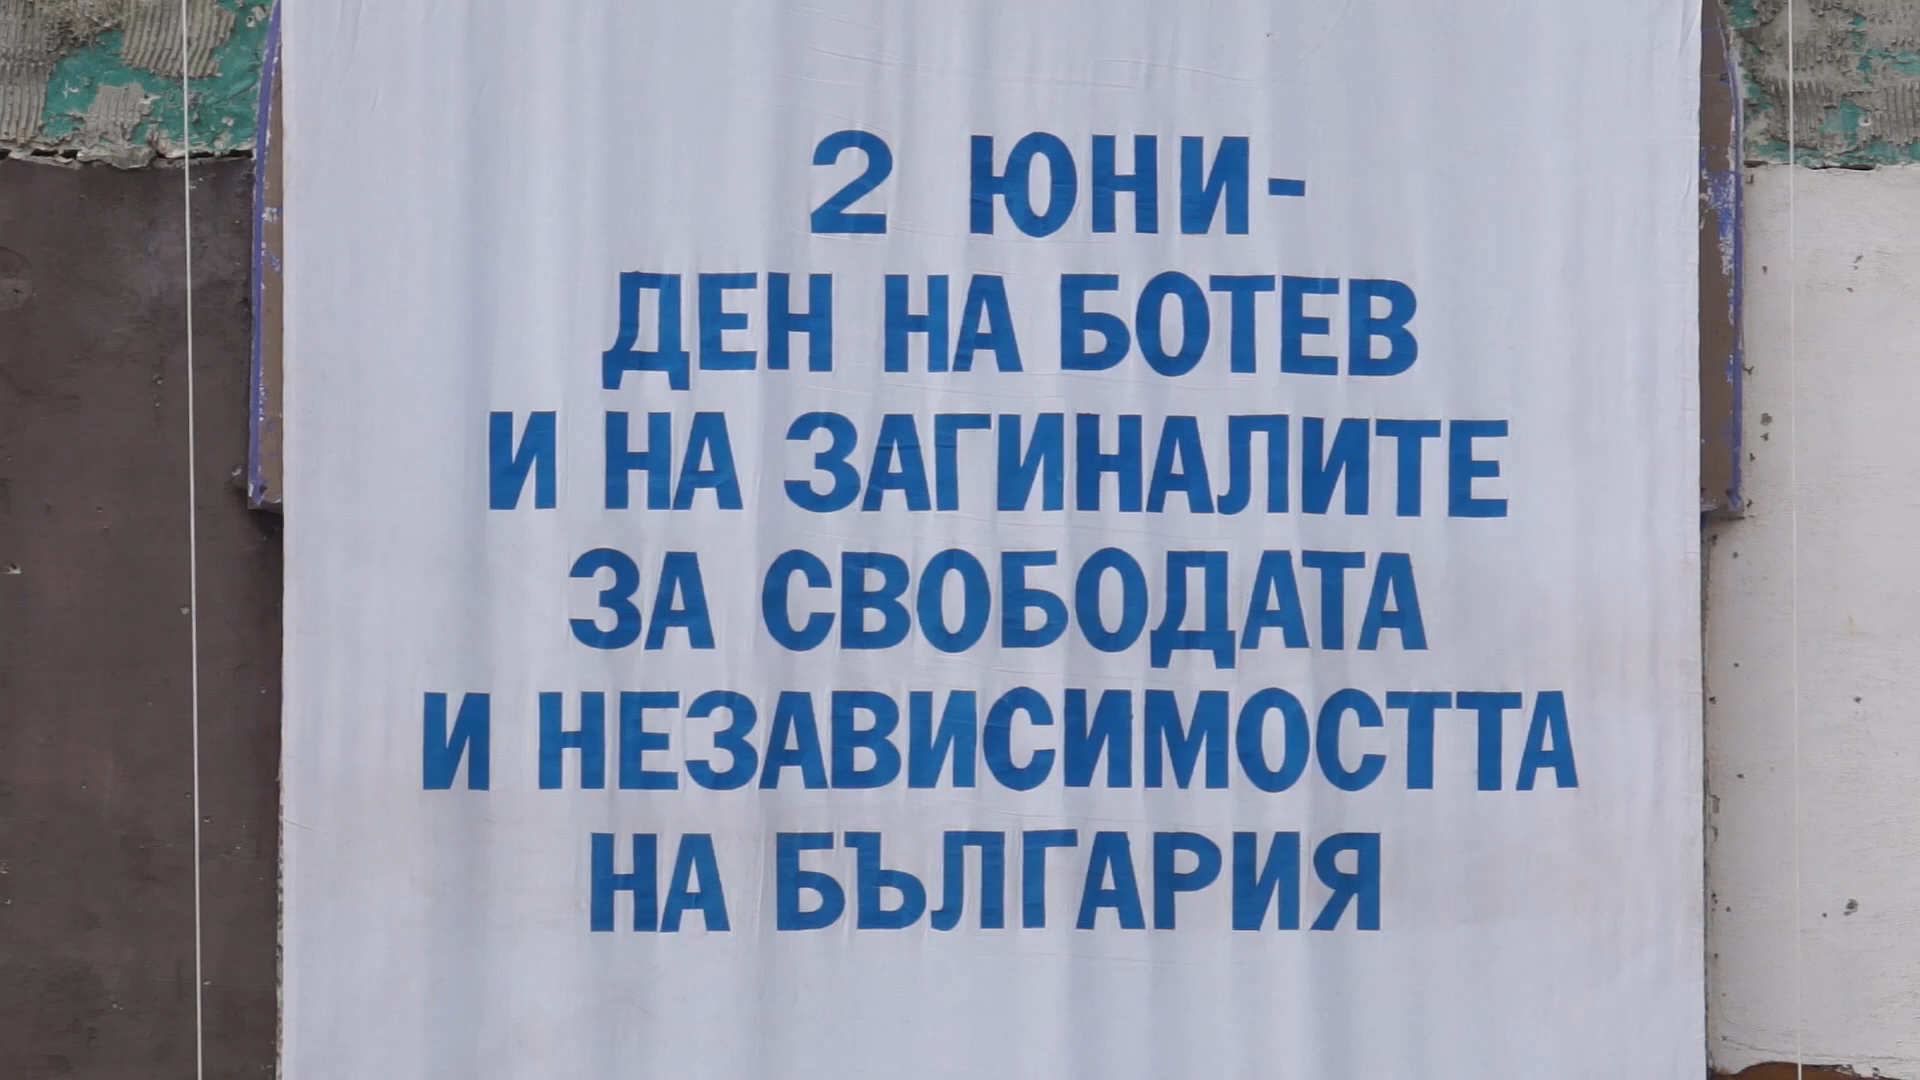 2 ЮНИ-
ДЕН НА БОТЕВ
И НА ЗАГИНАЛИТЕ
ЗА СВОБОДАТА
И НЕЗАВИСИМОСТТА
НА БЪЛГАРИЯ